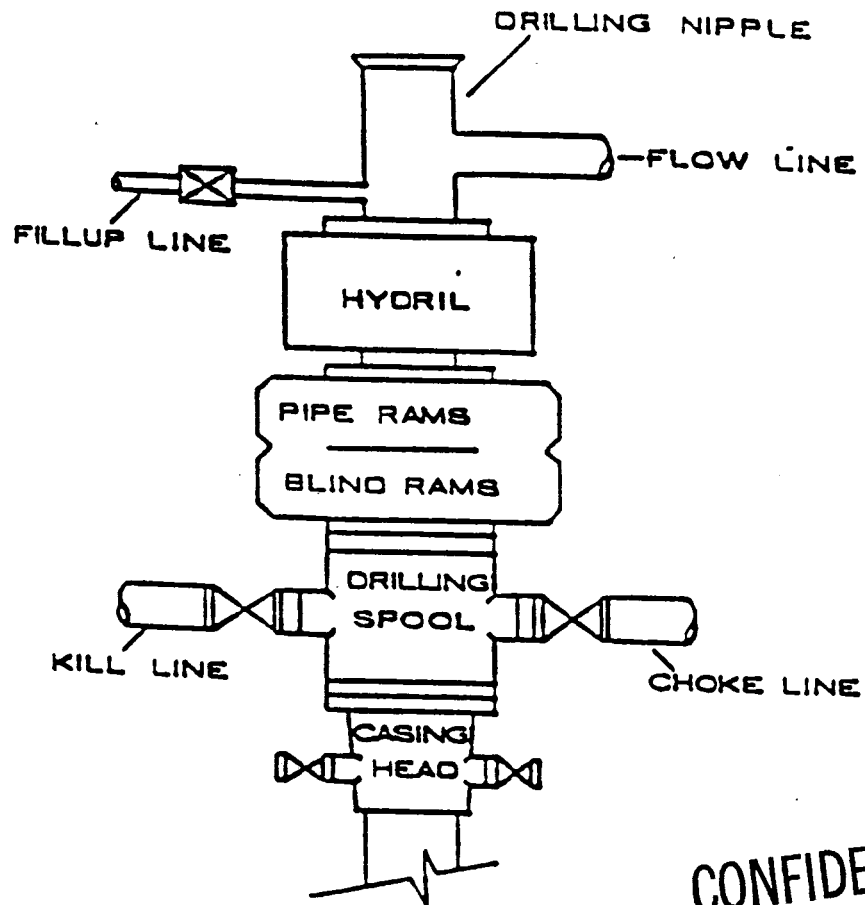 DRILLING NIPPLE
FLOW LINE
FILLUP LINE
HYDRIL
PIPE RAMS
BLIND RAMS
DRILLING
SPOOL
KILL LINE
CHOKE LINE
CASING
HEAD
CONFIDE